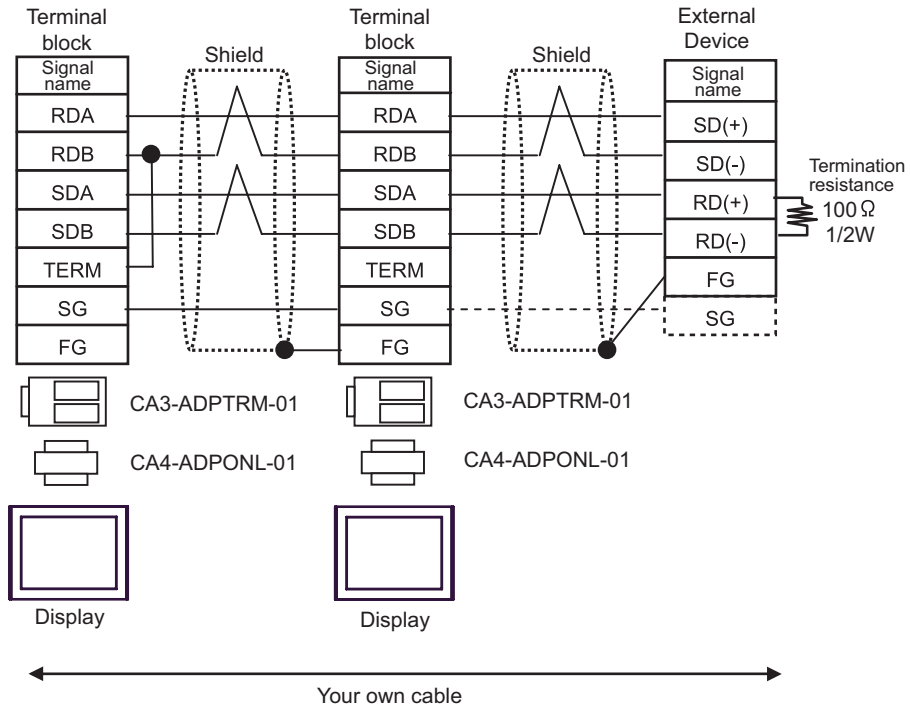 Terminal
block
Signal
name
RDA
RDB
SDA
SDB
TERM
SG
FG
Shield
Terminal
block
Signal
name
RDA
RDB
SDA
SDB
TERM
SG
FG
Shield
External
Device
Signal
name
SD(+)
SD(-)
RD(+)
RD(-)
FG
SG
Termination
resistance
100 Ω
1/2W
CA3-ADPTRM-01
CA3-ADPTRM-01
CA4-ADPONL-01
CA4-ADPONL-01
Display
Display
Your own cable